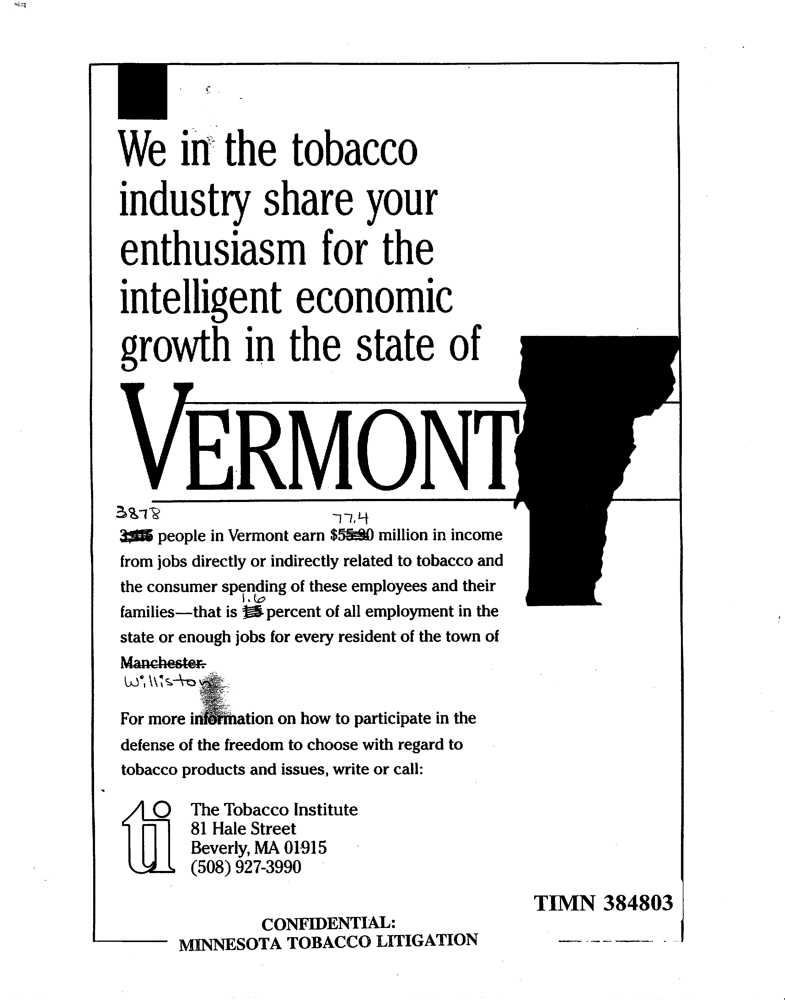 We in the tobacco
industry share your
enthusiasm for the
intelligent economic
growth in the state of
VERMONT
3878 77.4
people in Vermont earn $55.90 million in income
from jobs directly or indirectly related to tobacco and
the consumer spending of these employees and their
1.6
families—that is percent of all employment in the
state or enough jobs for every resident of the town of
Manchester.
Williston
For more information on how to participate in the
defense of the freedom to choose with regard to
tobacco products and issues, write or call:
ti The Tobacco Institute
81 Hale Street
Beverly, MA 01915
(508) 927-3990
TIMN 384803
CONFIDENTIAL:
MINNESOTA TOBACCO LITIGATION